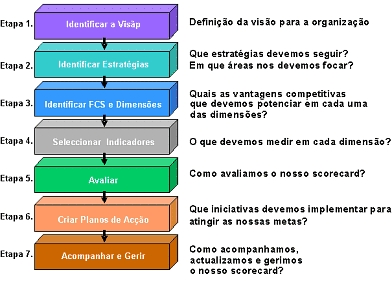 Etapa 1.
Identificar a Visãp
Definição da visão para a organização
Etapa 2.
Identificar Estratégias
Que estratégias devemos seguir?
Em que áreas nos devemos focar?
Etapa 3.
Identificar FCS e Dimensões
Quais as vantagens competitivas
que devemos potenciar em cada uma
das dimensões?
Etapa 4.
Seleccionar Indicadores
O que devemos medir em cada dimensão?
Etapa 5.
Avaliar
Como avaliamos o nosso scorecard?
Etapa 6.
Criar Planos de Acção
Que iniciativas devemos implementar para
atingir as nossas metas?
Etapa 7.
Acompanhar e Gerir
Como acompanhamos,
actualizamos e gerimos
o nosso scorecard?